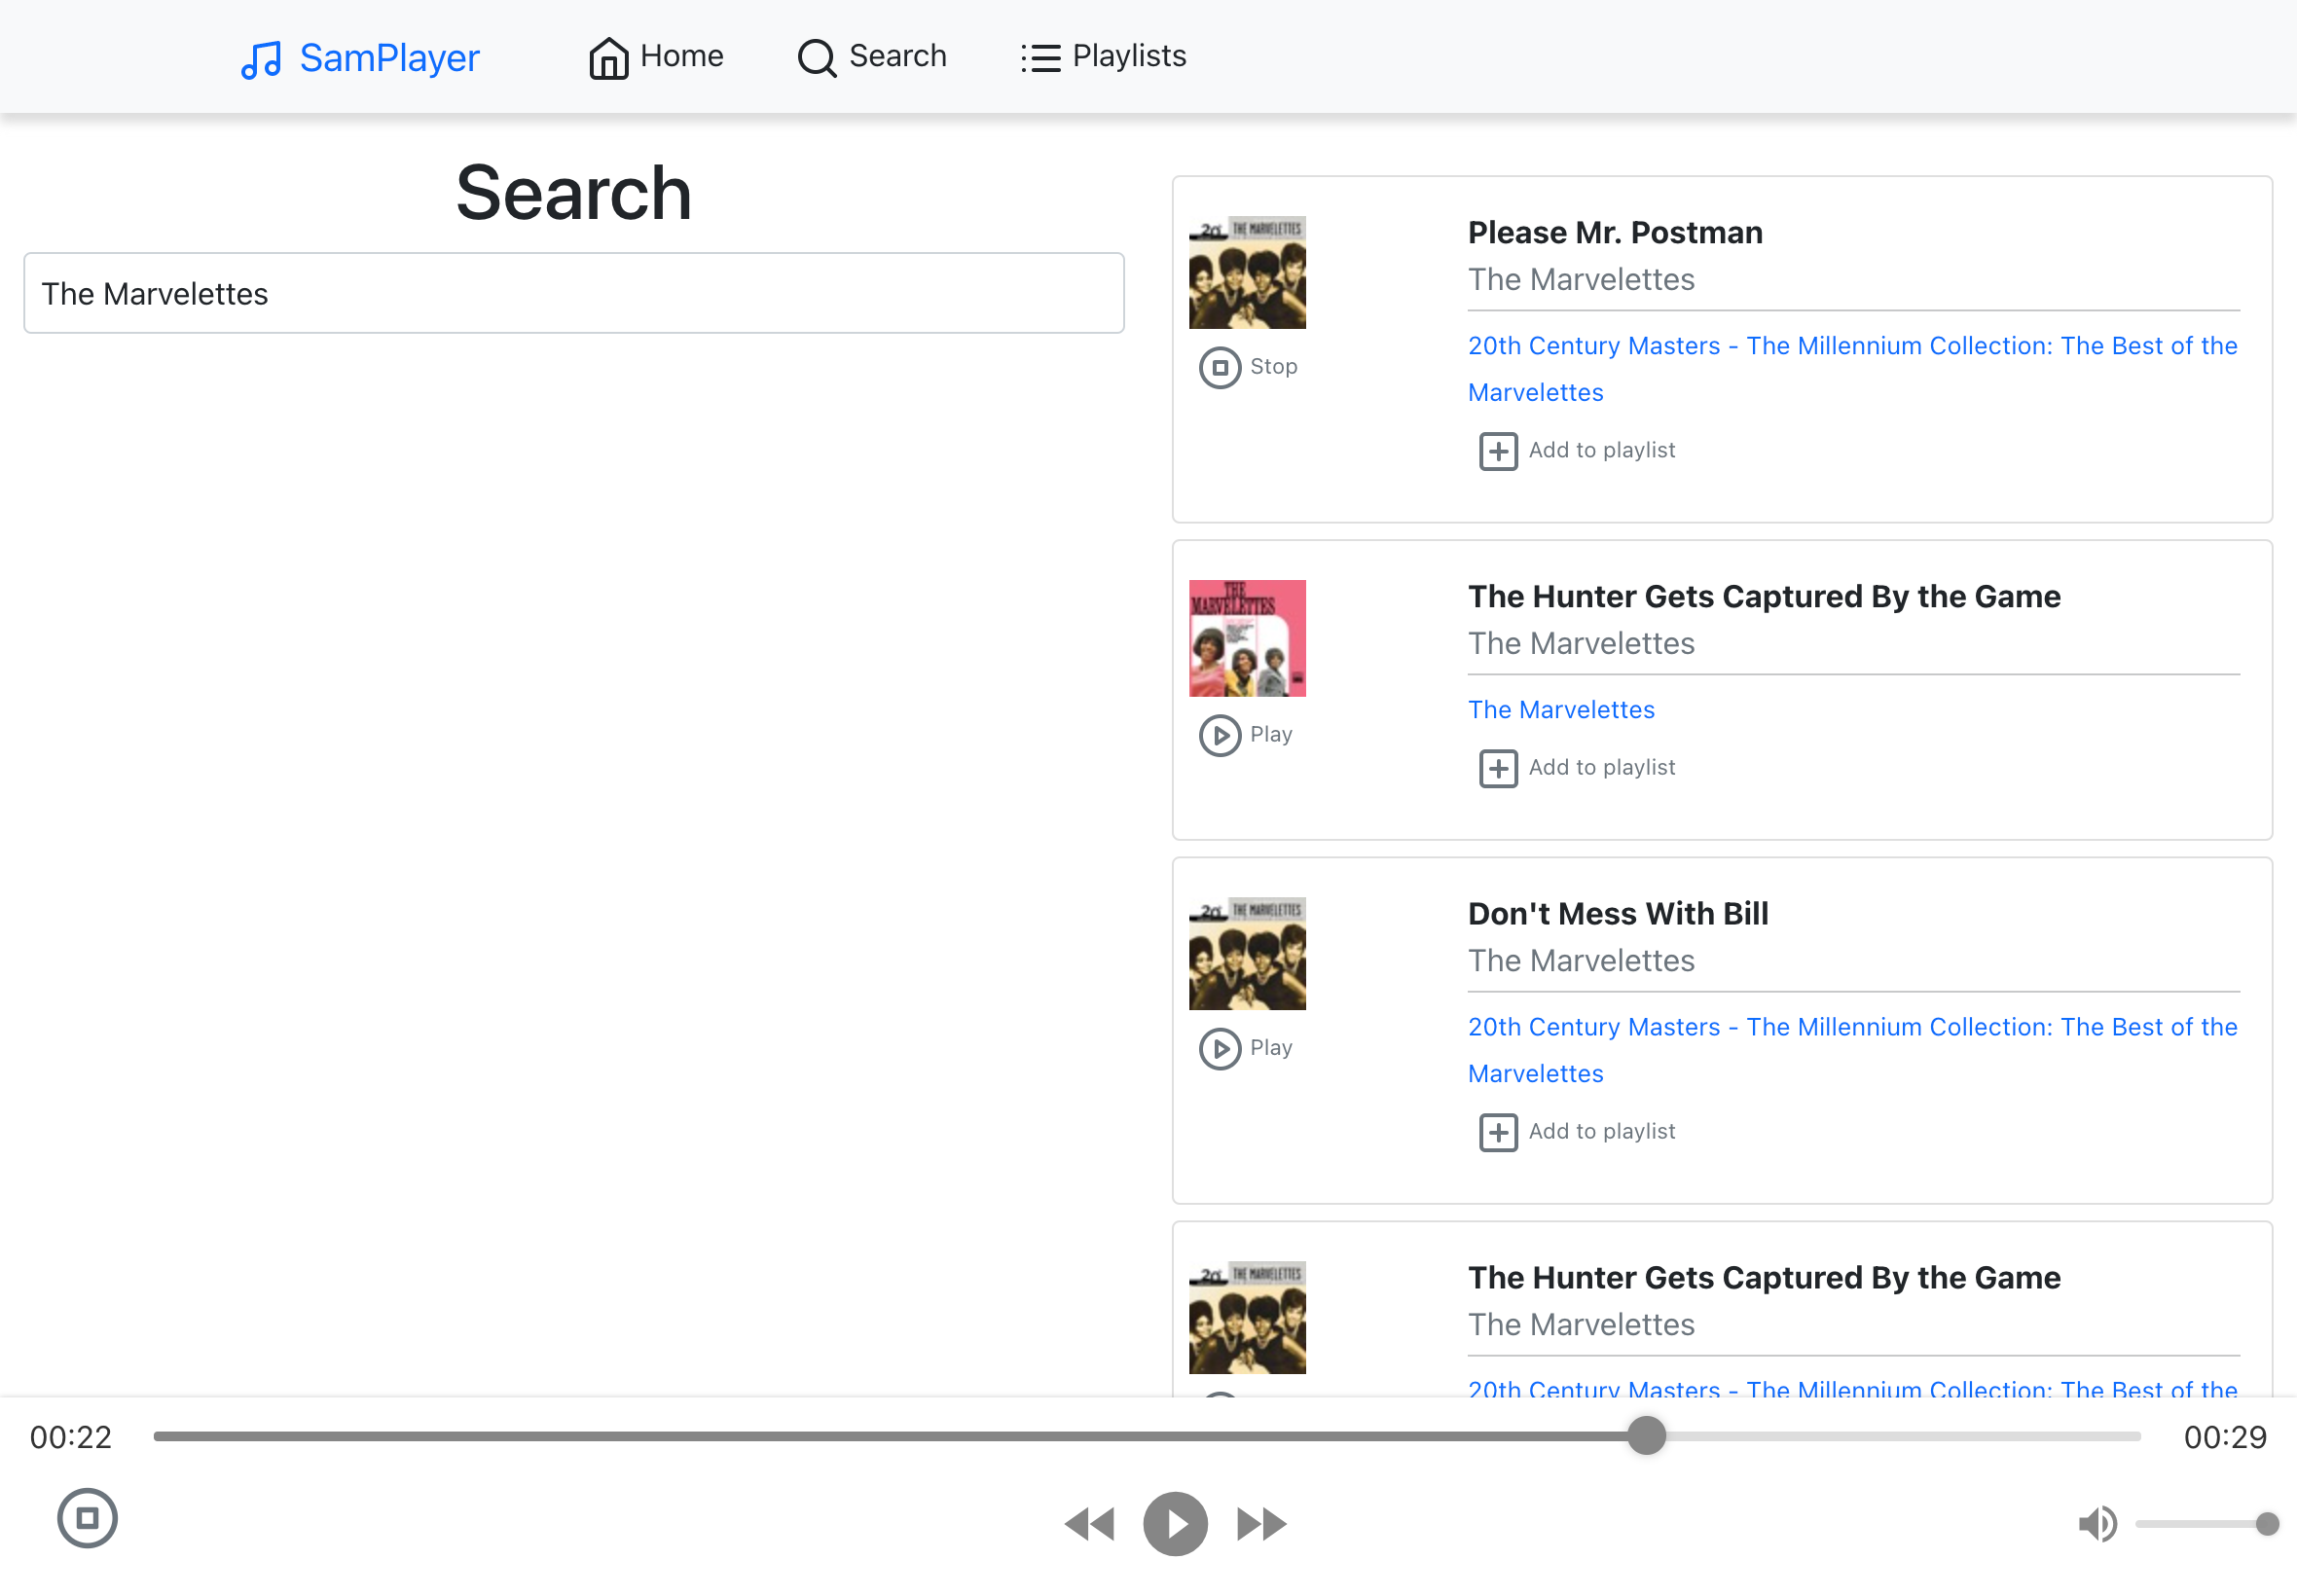 SamPlayer
Home
Search
Playlists
Search
The Marvelettes
THE MARVELETTES
Please Mr. Postman
The Marvelettes
20th Century Masters - The Millennium Collection: The Best of the
Marvelettes
Stop
Add to playlist
THE
MARVELETTES
The Hunter Gets Captured By the Game
The Marvelettes
The Marvelettes
Play
Add to playlist
THE MARVELETTES
Don't Mess With Bill
The Marvelettes
20th Century Masters - The Millennium Collection: The Best of the
Marvelettes
Play
Add to playlist
THE MARVELETTES
The Hunter Gets Captured By the Game
The Marvelettes
20th Century Masters - The Millennium Collection: The Best of the
00:22
00:29